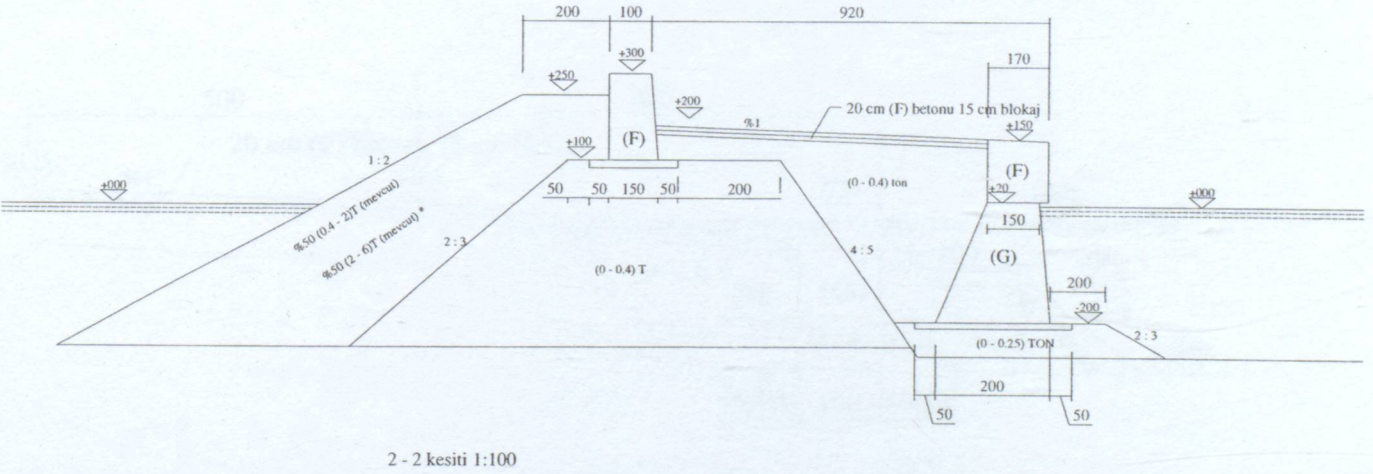 200 100 920
170
+300
+250
+200
%1
20 cm (F) betonu 15 cm blokaj
+150
(F)
+100
1:2
(F)
+000
50 50 150 50 200
(0 - 0.4) ton
+20
+000
150
%50 (0.4 - 2)T (mevcut)
%50 (2 - 6)T (mevcut) *
2 : 3
4 : 5
(G)
(0 - 0.4) T
200
-200
(0 - 0.25) TON
2 : 3
200
50 50
2 - 2 kesiti 1:100